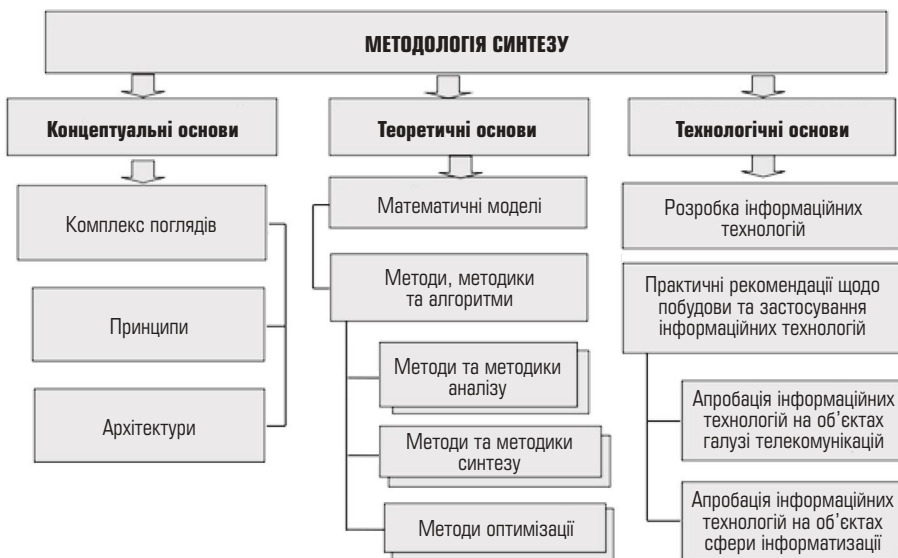 МЕТОДОЛОГІЯ СИНТЕЗУ
Концептуальні основи
Комплекс поглядів
Принципи
Архітектури
Теоретичні основи
Математичні моделі
Методи, методики
та алгоритми
Методи та методики
аналізу
Методи та методики
синтезу
Методи оптимізації
Технологічні основи
Розробка інформаційних
технологій
Практичні рекомендації щодо
побудови та застосування
інформаційних технологій
Апробація інформаційних
технологій на об’єктах
галузі телекомунікацій
Апробація інформаційних
технологій на об’єктах
сфери інформатизації